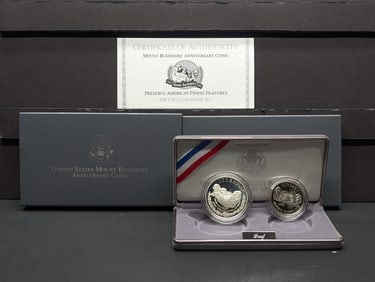 CERTIFICATE OF AUTHENTICITY
MOUNT RUSHMORE ANNIVERSARY COINS
PRESERVE AMERICA'S FINEST FEATURES
1991 TWO COIN PROOF SET
UNITED STATES MOUNT RUSHMORE
ANNIVERSARY COINS
Proof